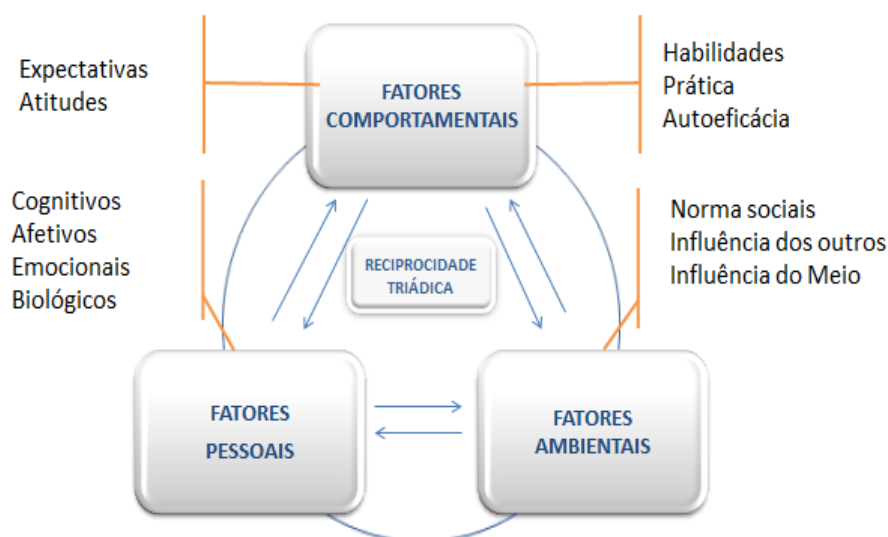 Expectativas
Atitudes
FATORES
COMPORTAMENTAIS
Habilidades
Prática
Autoeficácia
Cognitivos
Afetivos
Emocionais
Biológicos
RECIPROCIDADE
TRIÁDICA
Norma sociais
Influência dos outros
Influência do Meio
FATORES
PESSOAIS
FATORES
AMBIENTAIS